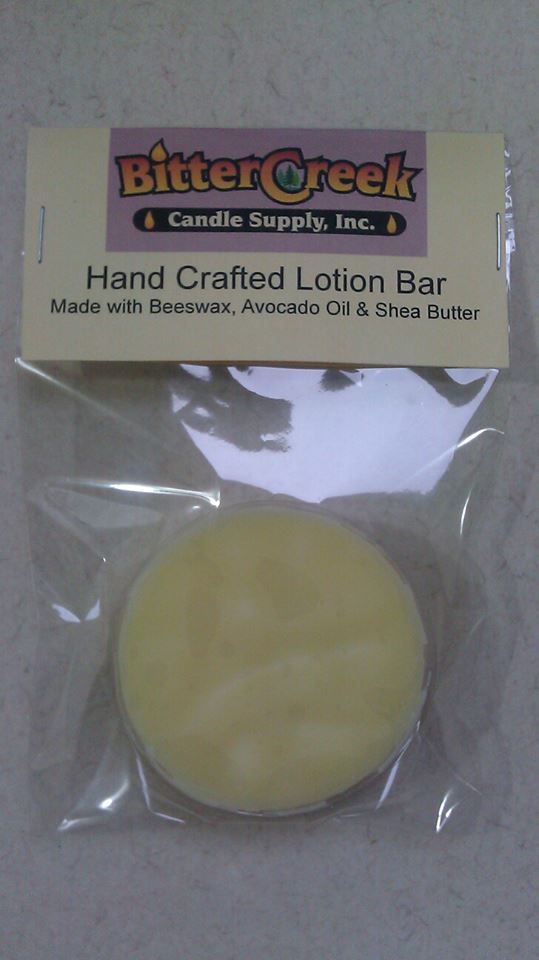 BitterCreek
Candle Supply, Inc.
Hand Crafted Lotion Bar
Made with Beeswax, Avocado Oil & Shea Butter